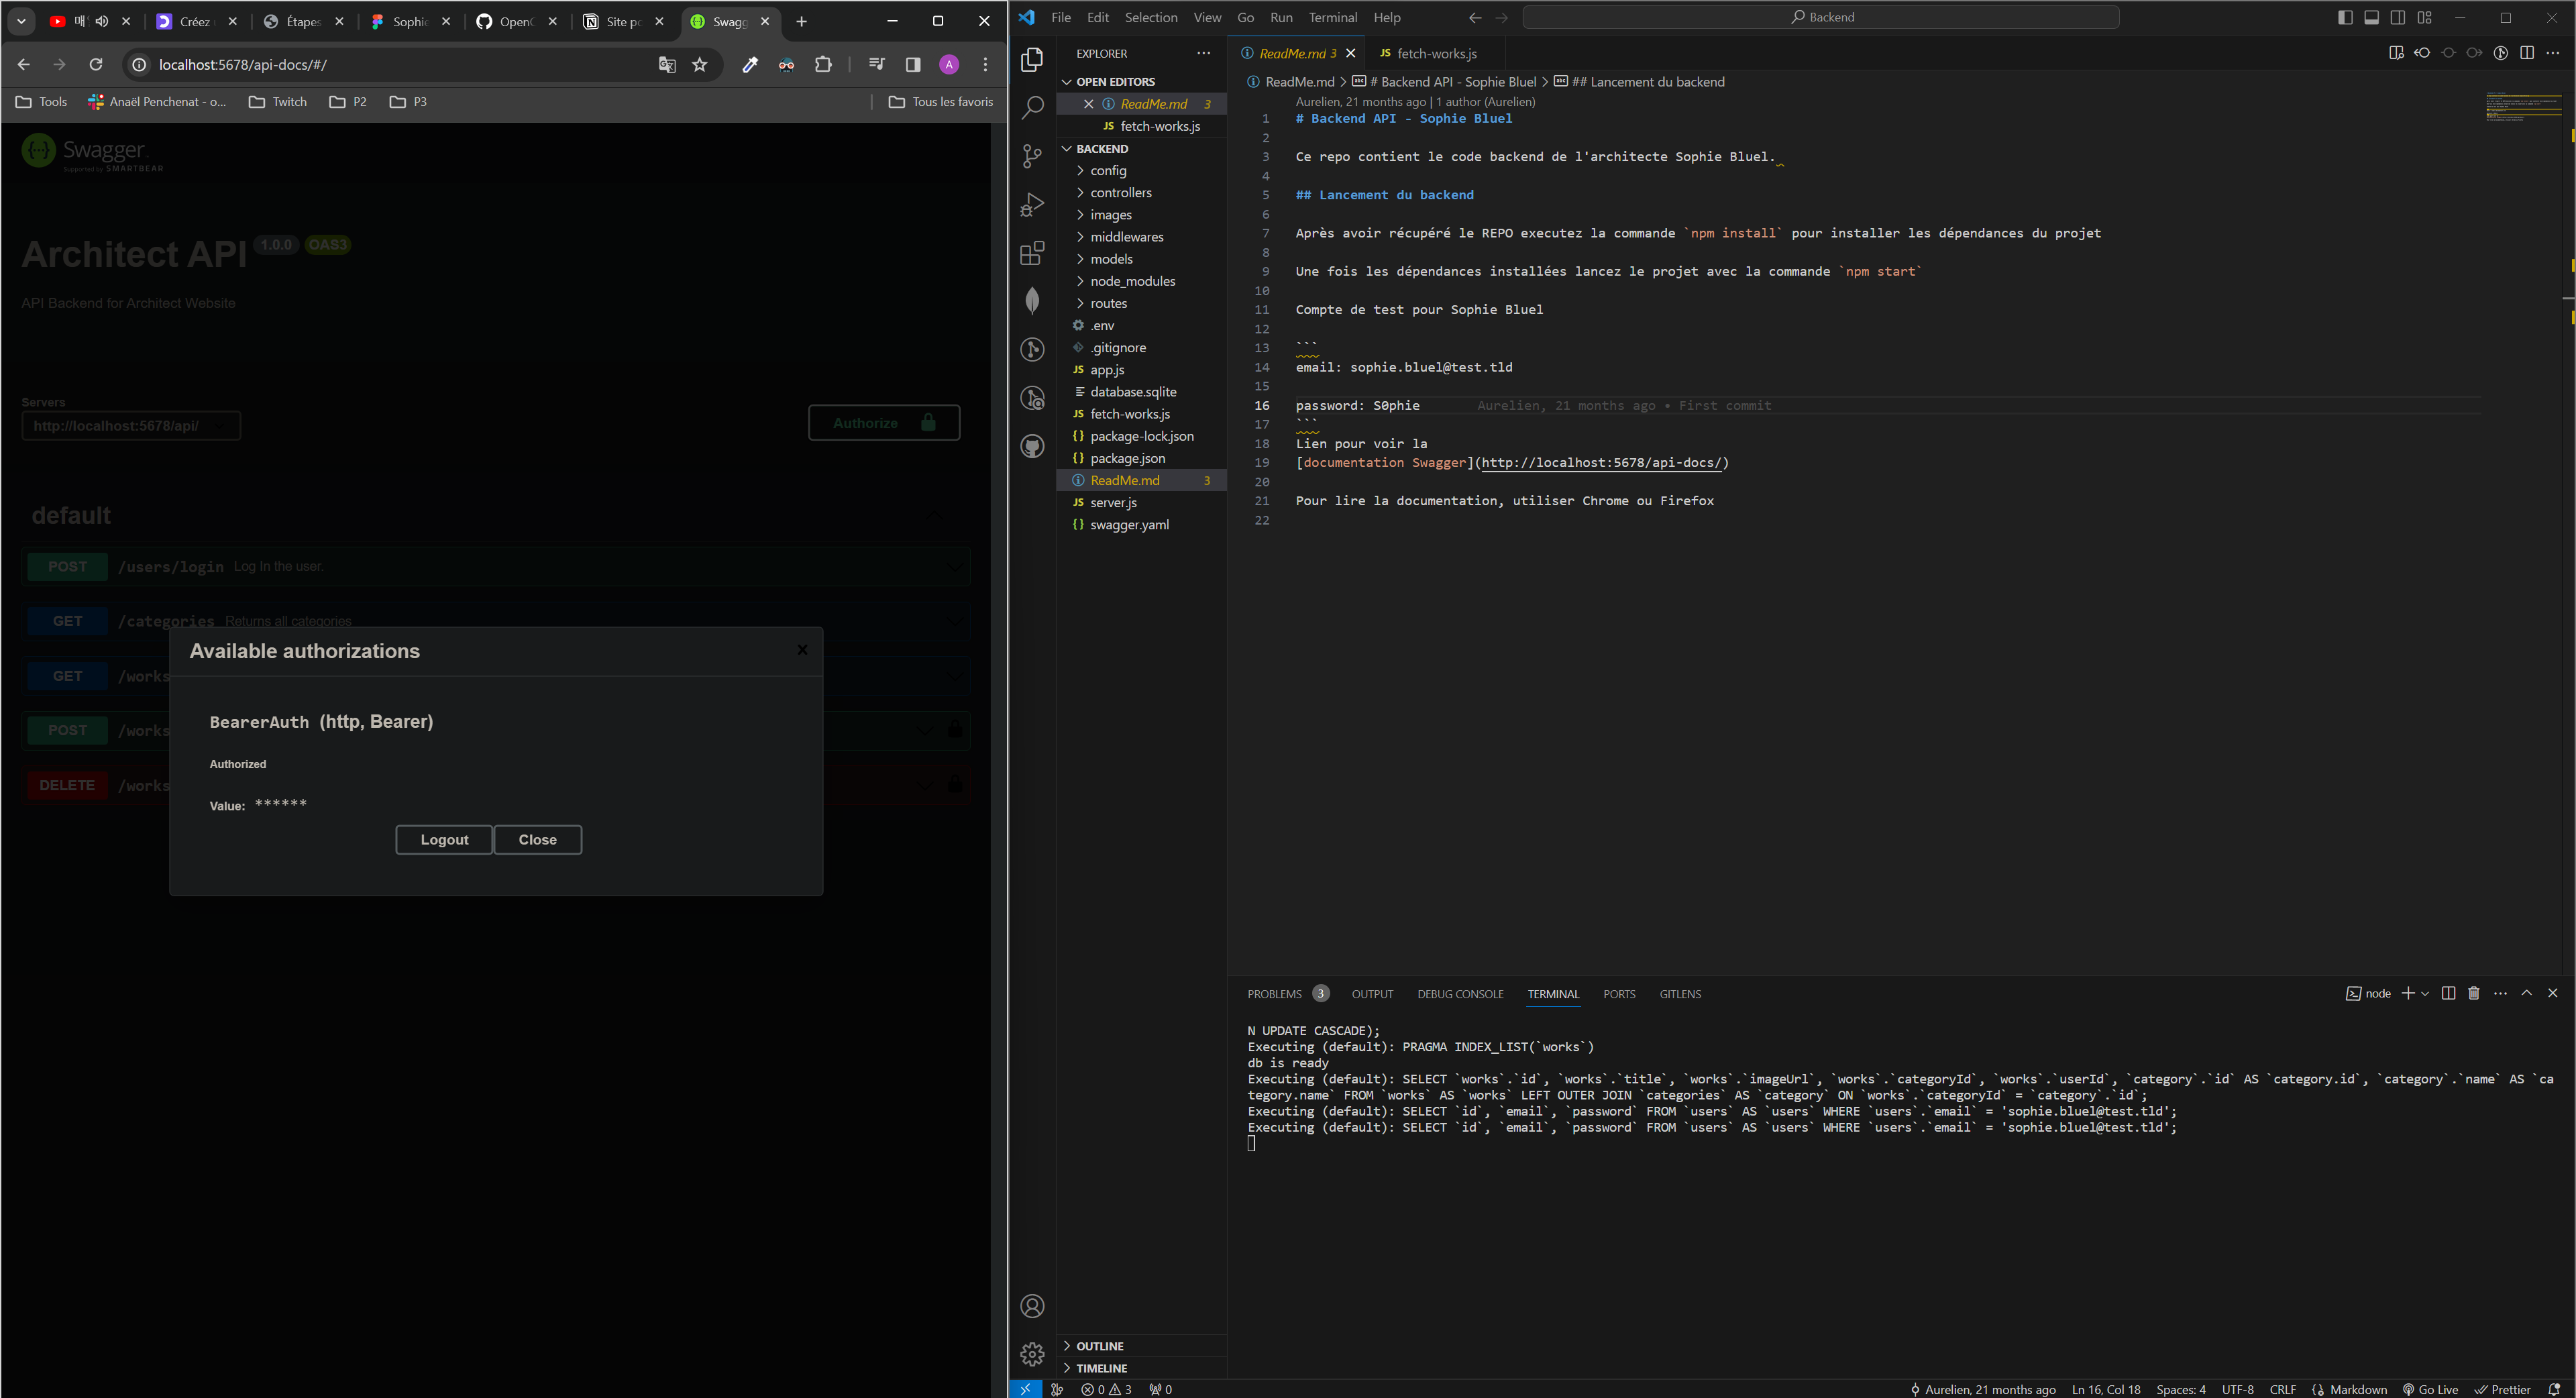 Créez
Étapes
Sophie
OpenC
Site po
Swagg
localhost:5678/api-docs/#/
Tools
Anaël Penchenat - o...
Twitch
P2
P3
Tous les favoris
Swagger.
Supported by SMARTBEAR
Architect API 1.0.0 OAS3
API Backend for Architect Website
Servers
http://localhost:5678/api/
Authorize
default
POST /users/login Log In the user.
GET /categories Returns all categories
GET /works
POST /works
DELETE /works
Available authorizations
BearerAuth (http, Bearer)
Authorized
Value: ******
Logout
Close
File Edit Selection View Go Run Terminal Help
Backend
EXPLORER
OPEN EDITORS
ReadMe.md 3
JS fetch-works.js
BACKEND
config
controllers
images
middlewares
models
node_modules
routes
.env
.gitignore
JS app.js
database.sqlite
JS fetch-works.js
{} package-lock.json
{} package.json
ReadMe.md 3
JS server.js
{} swagger.yaml
OUTLINE
TIMELINE
ReadMe.md 3
JS fetch-works.js
ReadMe.md > # Backend API - Sophie Bluel > ## Lancement du backend
Aurelien, 21 months ago | 1 author (Aurelien)
1 # Backend API - Sophie Bluel
2
3 Ce repo contient le code backend de l'architecte Sophie Bluel.
4
5 ## Lancement du backend
6
7 Après avoir récupéré le REPO executez la commande `npm install` pour installer les dépendances du projet
8
9 Une fois les dépendances installées lancez le projet avec la commande `npm start`
10
11 Compte de test pour Sophie Bluel
12
13 ```
14 email: sophie.bluel@test.tld
15
16 password: S0phie Aurelien, 21 months ago • First commit
17 ```
18 Lien pour voir la
19 [documentation Swagger](http://localhost:5678/api-docs/)
20
21 Pour lire la documentation, utiliser Chrome ou Firefox
22
PROBLEMS 3 OUTPUT DEBUG CONSOLE TERMINAL PORTS GITLENS
node
N UPDATE CASCADE);
Executing (default): PRAGMA INDEX_LIST(`works`)
db is ready
Executing (default): SELECT `works`.`id`, `works`.`title`, `works`.`imageUrl`, `works`.`categoryId`, `works`.`userId`, `category`.`id` AS `category.id`, `category`.`name` AS `ca
tegory.name` FROM `works` AS `works` LEFT OUTER JOIN `categories` AS `category` ON `works`.`categoryId` = `category`.`id`;
Executing (default): SELECT `id`, `email`, `password` FROM `users` AS `users` WHERE `users`.`email` = 'sophie.bluel@test.tld';
Executing (default): SELECT `id`, `email`, `password` FROM `users` AS `users` WHERE `users`.`email` = 'sophie.bluel@test.tld';
0 3 0
Aurelien, 21 months ago Ln 16, Col 18 Spaces: 4 UTF-8 CRLF {} Markdown Go Live Prettier